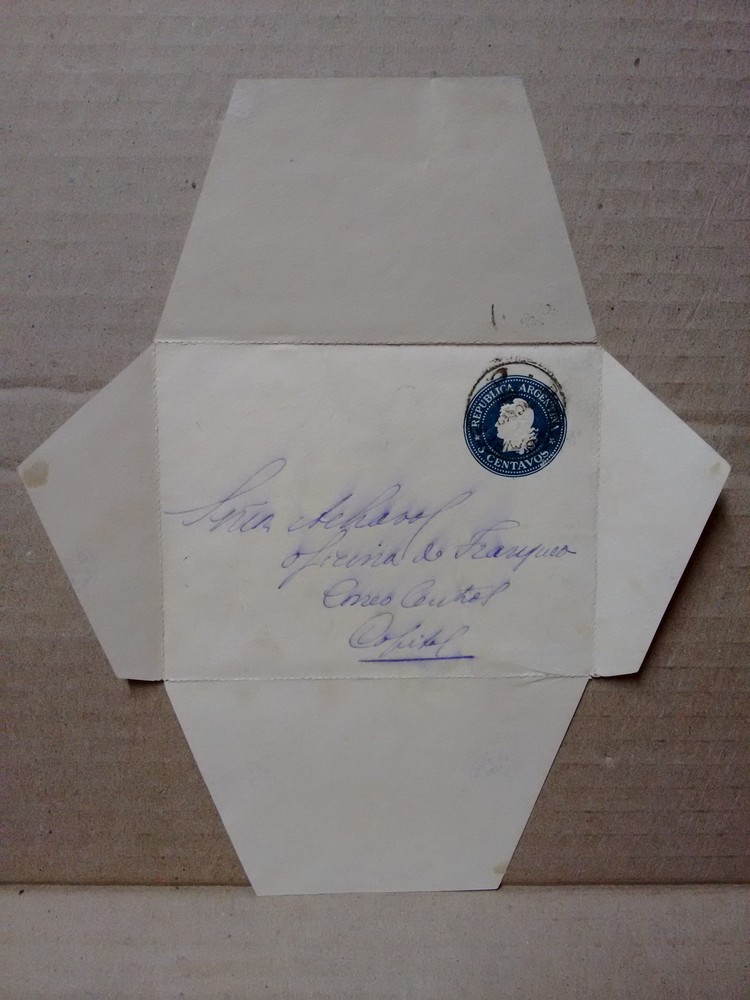 REPUBLICA ARGENTINA
5 CENTAVOS
oficina de Franqueo
Correo Central
Capital